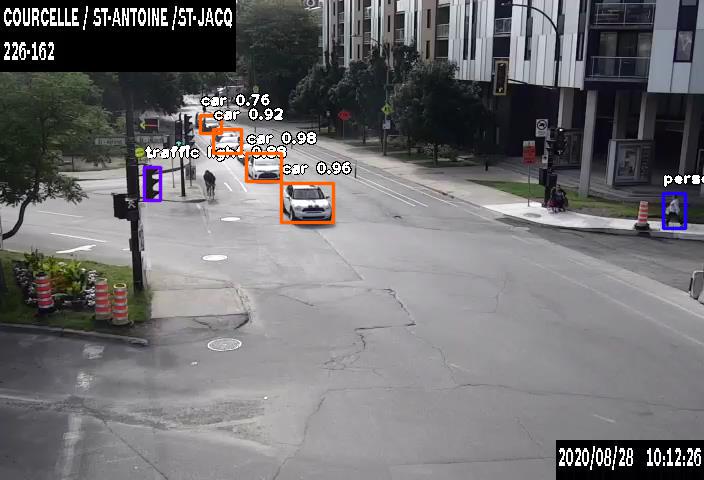 COURCELLE / ST-ANTOINE /ST-JACQ
226-162
car 0.76
car 0.92
car 0.98
car 0.96
traffic light
perso
2020/08/28 10:12:26